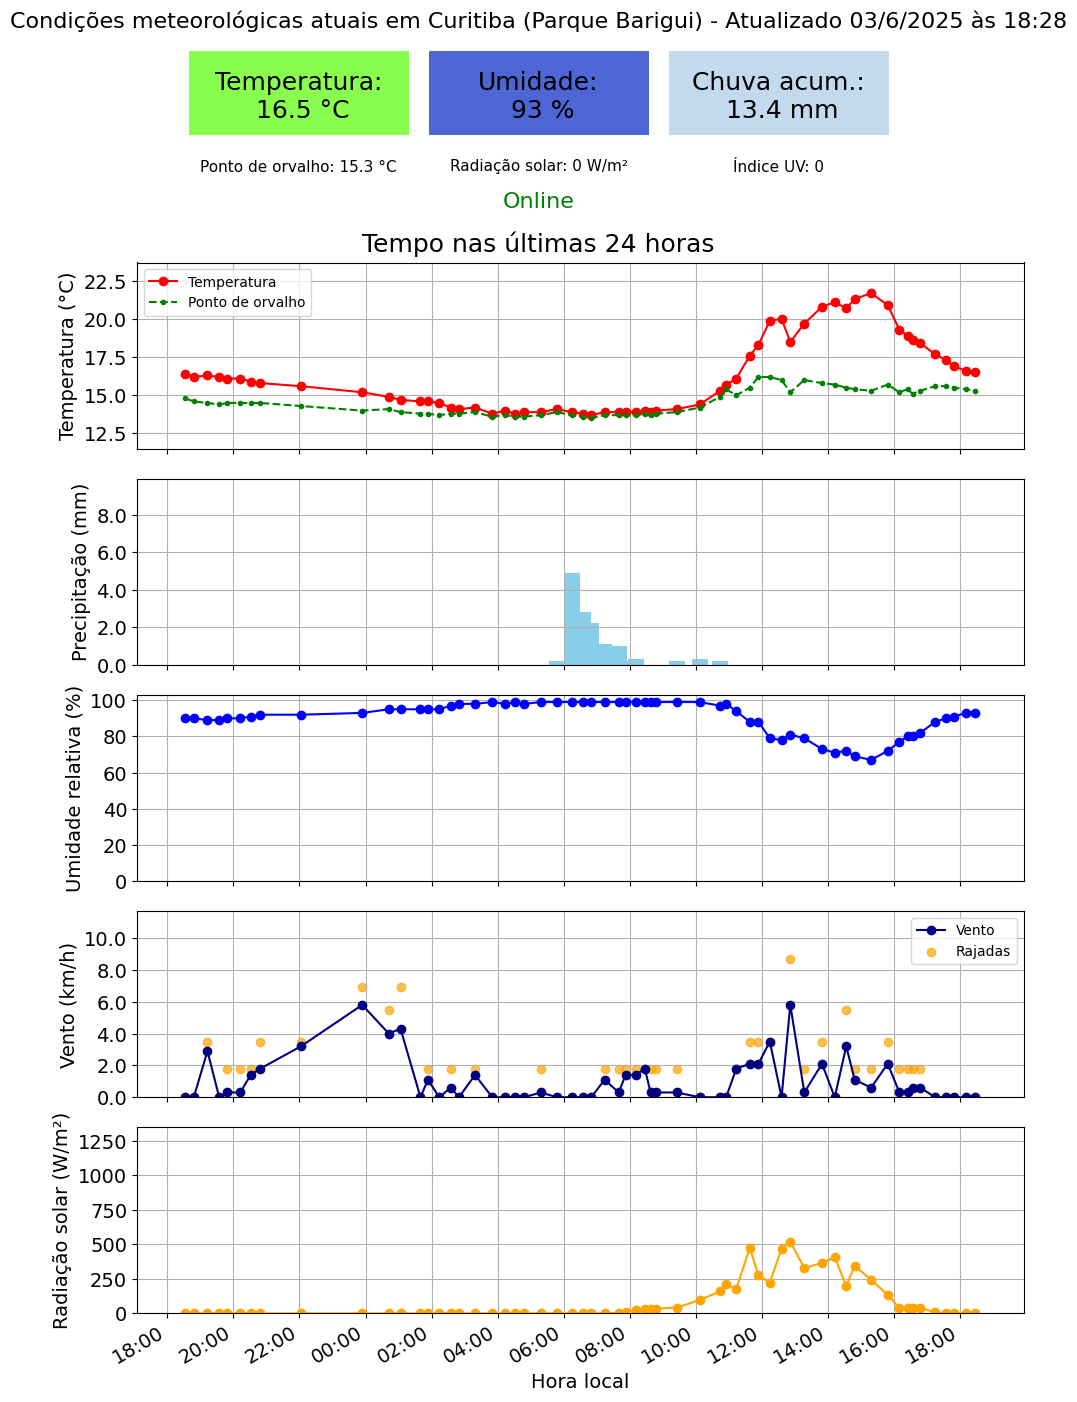 Condições meteorológicas atuais em Curitiba (Parque Barigui) - Atualizado 03/6/2025 às 18:28
Temperatura:
16.5 °C
Umidade:
93 %
Chuva acum.:
13.4 mm
Ponto de orvalho: 15.3 °C
Radiação solar: 0 W/m²
Índice UV: 0
Online
Tempo nas últimas 24 horas
Temperatura (°C)
22.5
20.0
17.5
15.0
12.5
Temperatura
Ponto de orvalho
Precipitação (mm)
8.0
6.0
4.0
2.0
0.0
Umidade relativa (%)
100
80
60
40
20
0
Vento (km/h)
10.0
8.0
6.0
4.0
2.0
0.0
Vento
Rajadas
Radiação solar (W/m²)
1250
1000
750
500
250
0
18:00
20:00
22:00
00:00
02:00
04:00
06:00
08:00
10:00
12:00
14:00
16:00
18:00
Hora local